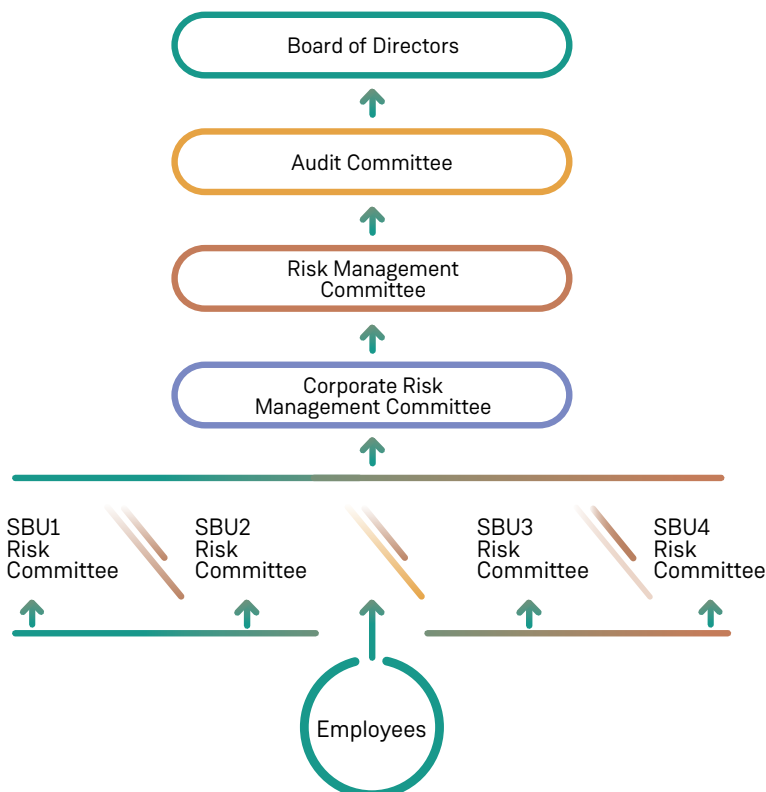 Board of Directors
Audit Committee
Risk Management
Committee
Corporate Risk
Management Committee
SBU1
Risk
Committee
SBU2
Risk
Committee
SBU3
Risk
Committee
SBU4
Risk
Committee
Employees